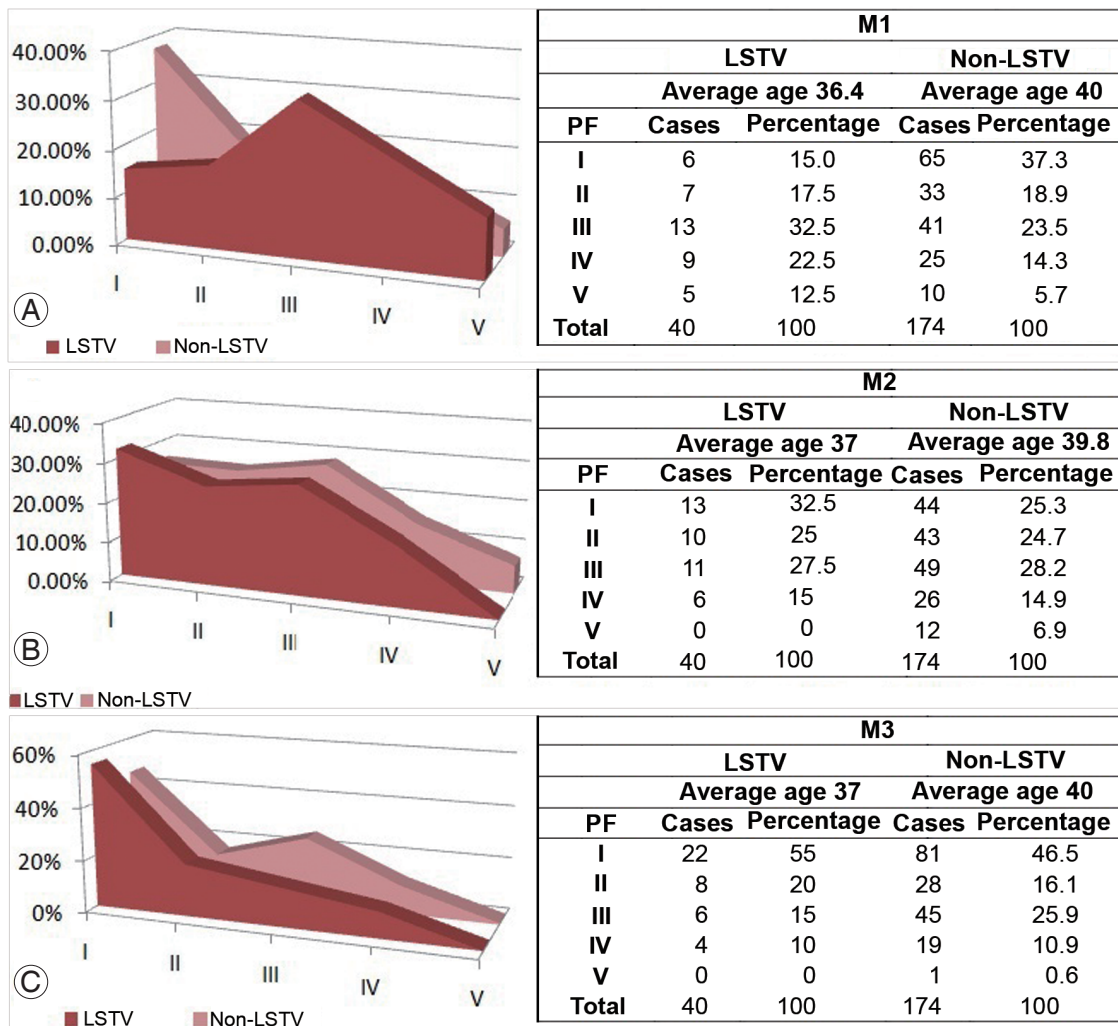 40.00%
30.00%
20.00%
10.00%
0.00%
I
II
III
IV
V
A
LSTV Non-LSTV
M1
LSTV Non-LSTV
Average age 36.4 Average age 40
PF Cases Percentage Cases Percentage
I 6 15.0 65 37.3
II 7 17.5 33 18.9
III 13 32.5 41 23.5
IV 9 22.5 25 14.3
V 5 12.5 10 5.7
Total 40 100 174 100
40.00%
30.00%
20.00%
10.00%
0.00%
I
II
III
IV
V
B
LSTV Non-LSTV
M2
LSTV Non-LSTV
Average age 37 Average age 39.8
PF Cases Percentage Cases Percentage
I 13 32.5 44 25.3
II 10 25 43 24.7
III 11 27.5 49 28.2
IV 6 15 26 14.9
V 0 0 12 6.9
Total 40 100 174 100
60%
40%
20%
0%
I
II
III
IV
V
C
LSTV Non-LSTV
M3
LSTV Non-LSTV
Average age 37 Average age 40
PF Cases Percentage Cases Percentage
I 22 55 81 46.5
II 8 20 28 16.1
III 6 15 45 25.9
IV 4 10 19 10.9
V 0 0 1 0.6
Total 40 100 174 100